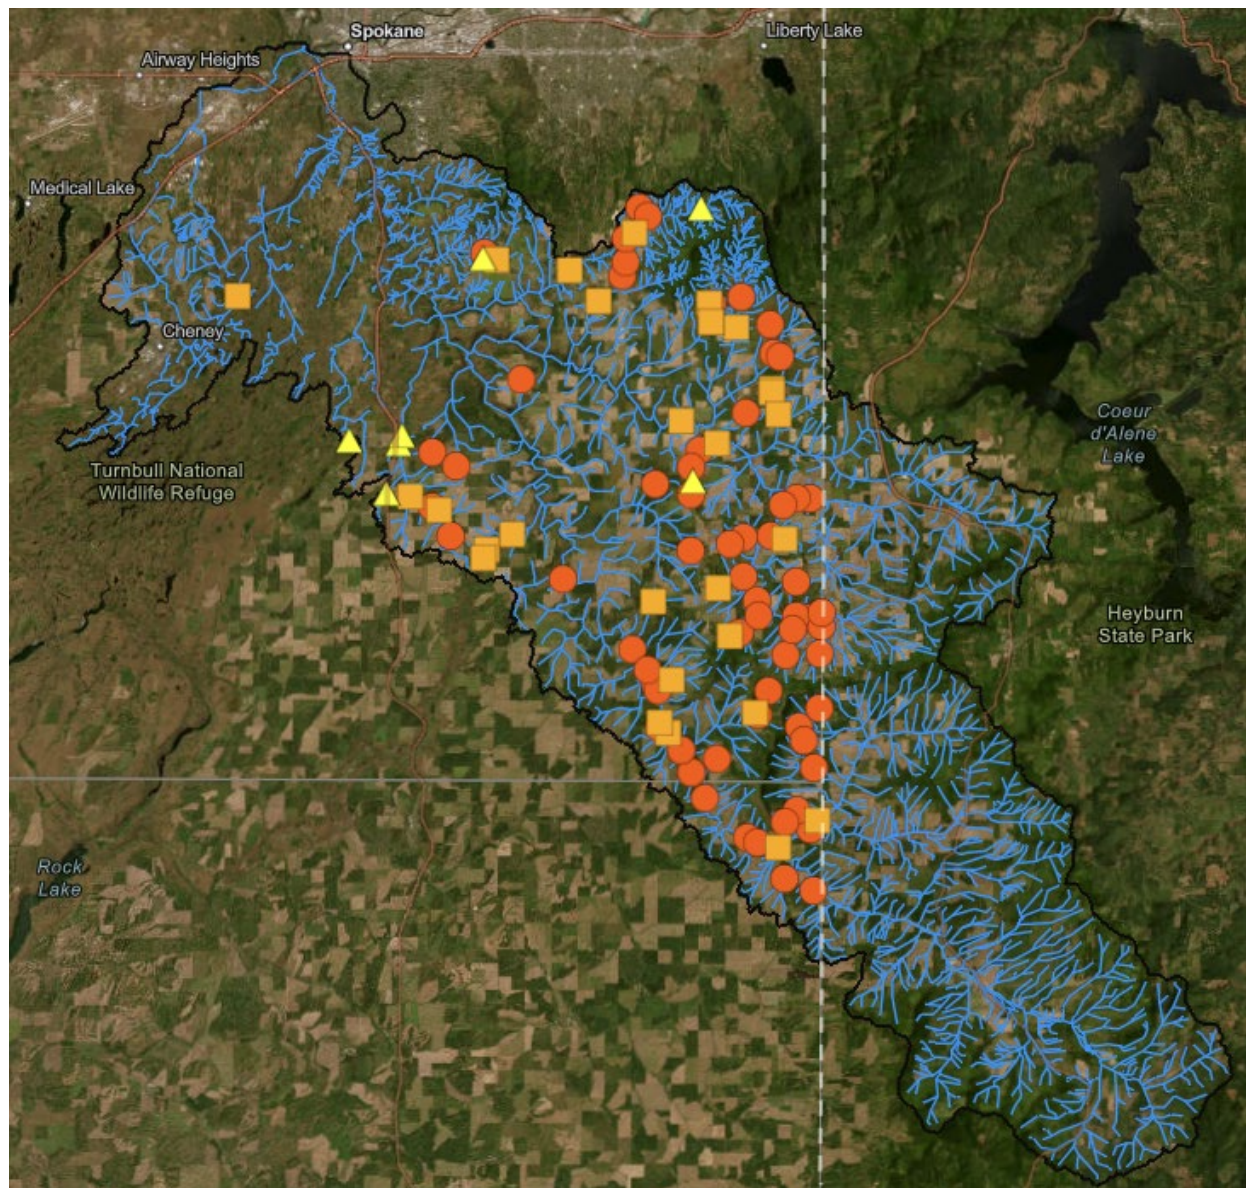 Spokane
Liberty Lake
Airway Heights
Medical Lake
Cheney
Coeur
d'Alene
Lake
Turnbull National
Wildlife Refuge
Heyburn
State Park
Rock
Lake